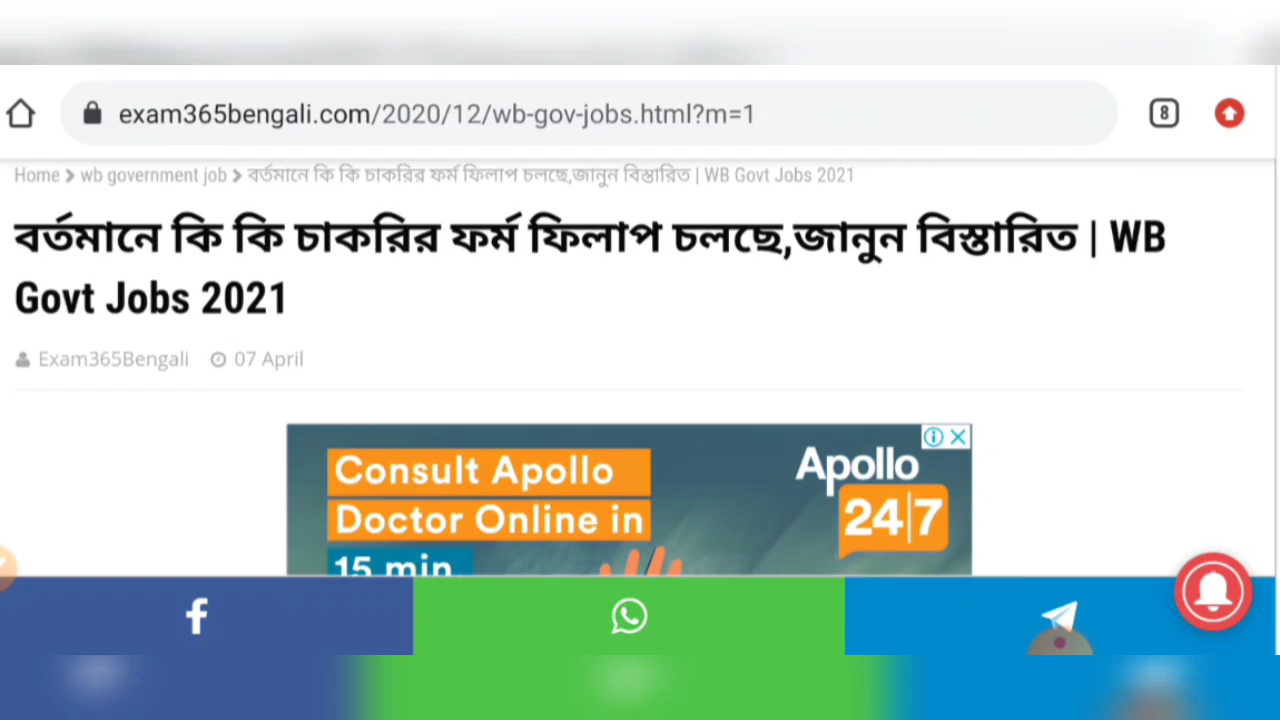 exam365bengali.com/2020/12/wb-gov-jobs.html?m=1
8
Home > wb government job > বর্তমানে কি কি চাকরির ফর্ম ফিলাপ চলছে,জানুন বিস্তারিত | WB Govt Jobs 2021
বর্তমানে কি কি চাকরির ফর্ম ফিলাপ চলছে,জানুন বিস্তারিত | WB
Govt Jobs 2021
Exam365Bengali 07 April
Consult Apollo
Doctor Online in
15 min
Apollo
24|7